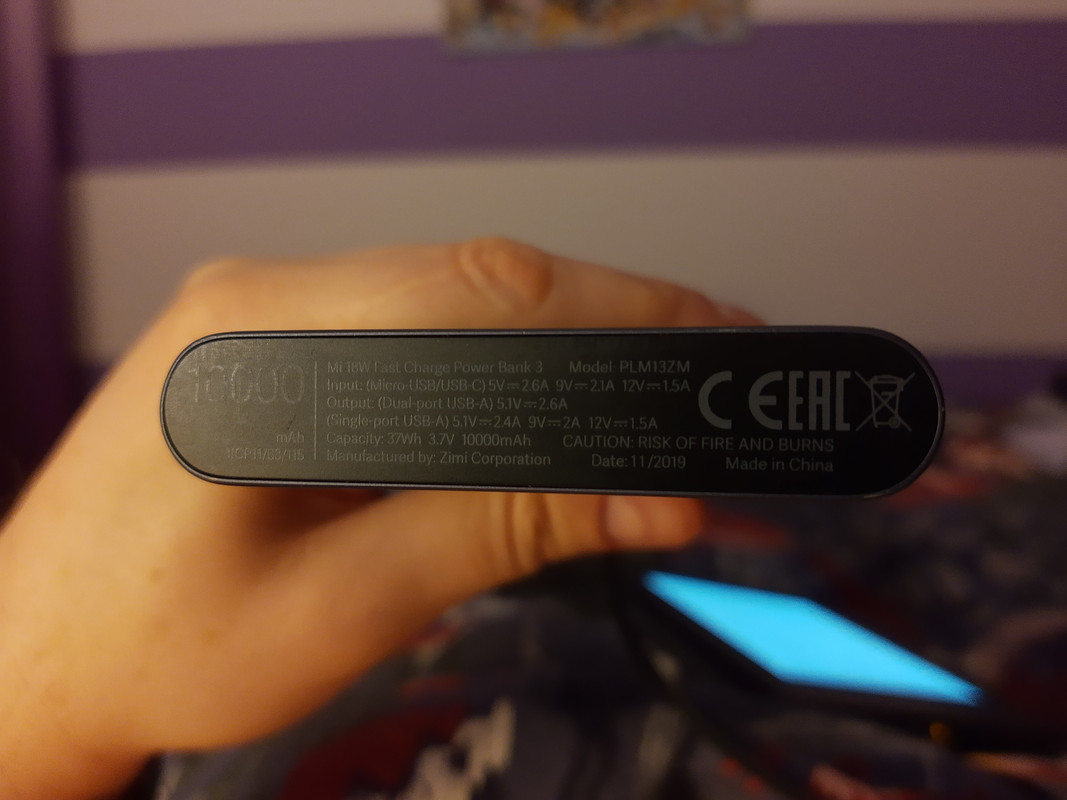 10000
mAh
11CP11/63/115
Mi 18W Fast Charge Power Bank 3 Model PLM13ZM
Input: (Micro-USB/USB-C) 5V⎓2.6A 9V⎓2.1A 12V⎓1.5A
Output: (Dual-port USB-A) 5.1V⎓2.6A
(Single-port USB-A) 5.1V⎓2.4A 9V⎓2A 12V⎓1.5A
Capacity: 37Wh 3.7V 10000mAh CAUTION: RISK OF FIRE AND BURNS
Manufactured by: Zimi Corporation Date: 11/2019 Made in China
CE EAC